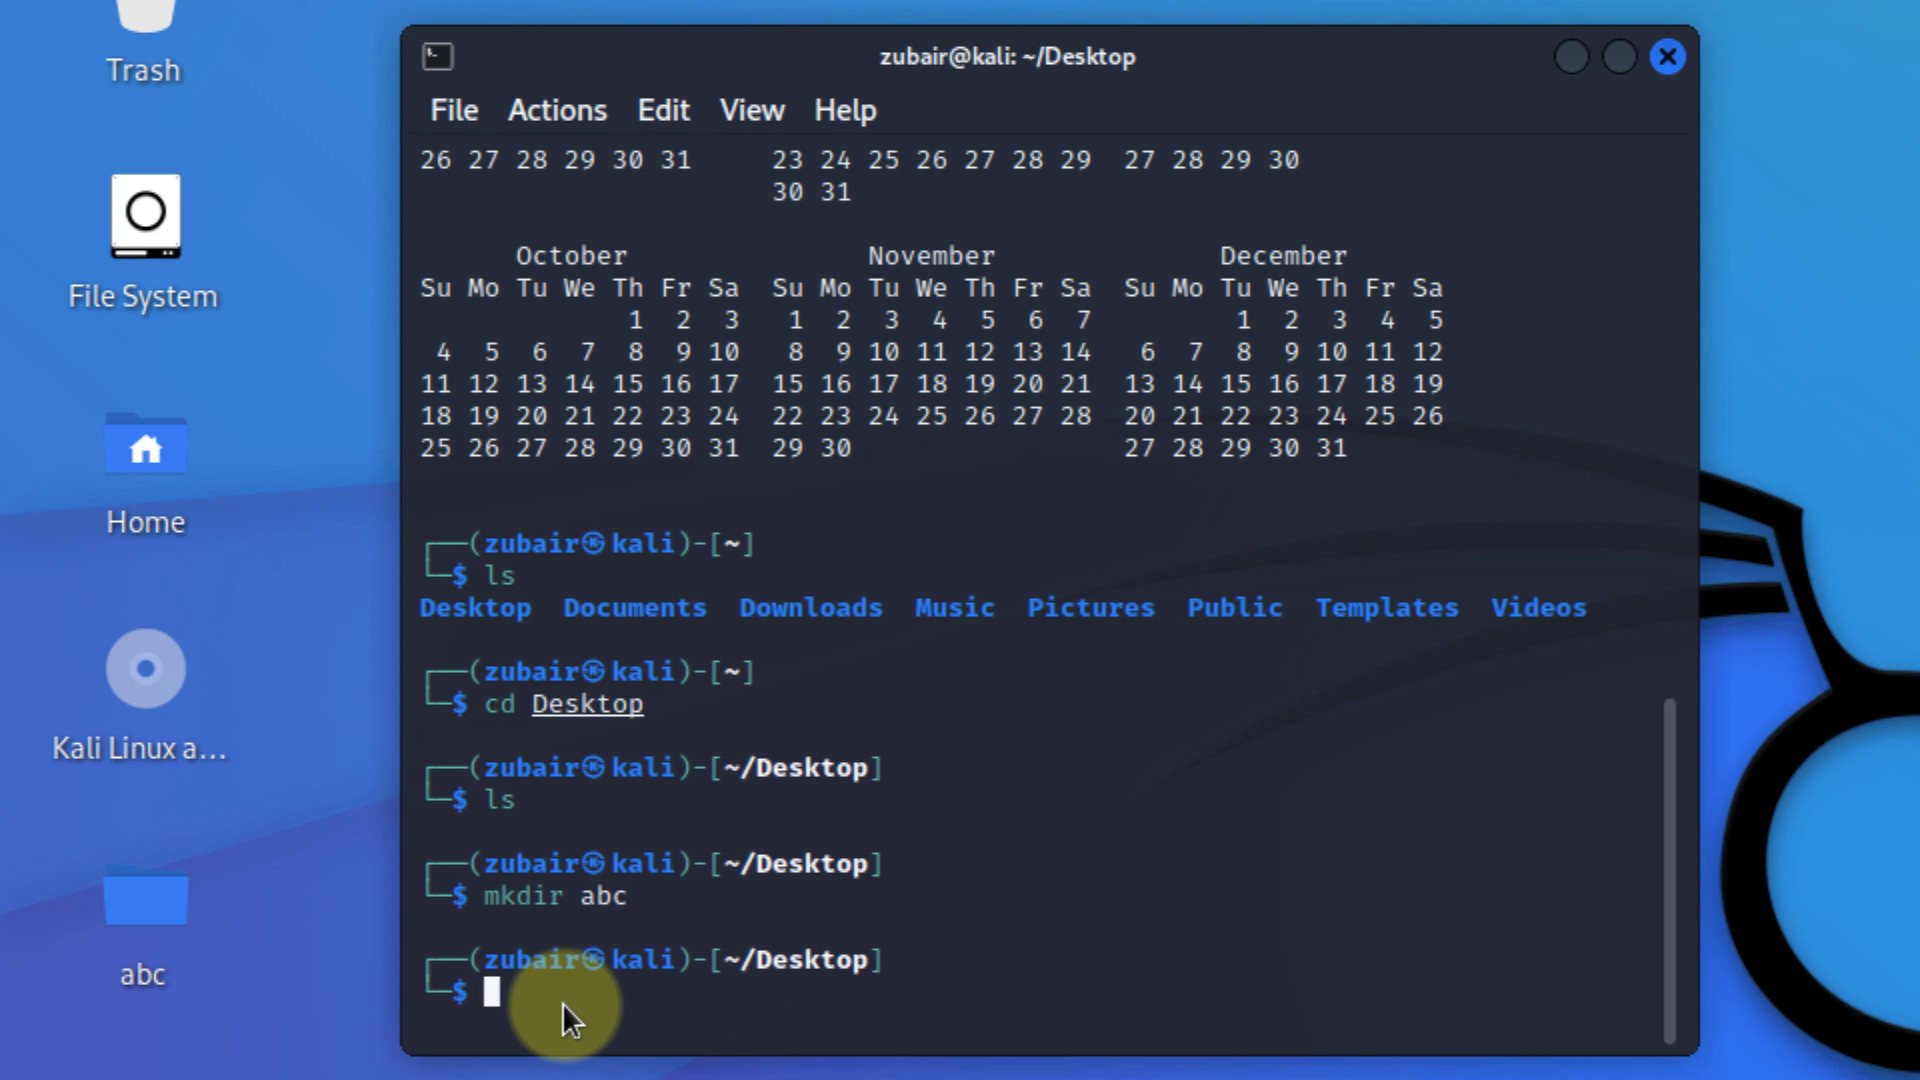 Trash
File System
Home
Kali Linux a...
abc
zubair@kali: ~/Desktop
File Actions Edit View Help
26 27 28 29 30 31     23 24 25 26 27 28 29  27 28 29 30
                      30 31
      October               November              December
Su Mo Tu We Th Fr Sa  Su Mo Tu We Th Fr Sa  Su Mo Tu We Th Fr Sa
             1  2  3   1  2  3  4  5  6  7         1  2  3  4  5
 4  5  6  7  8  9 10   8  9 10 11 12 13 14   6  7  8  9 10 11 12
11 12 13 14 15 16 17  15 16 17 18 19 20 21  13 14 15 16 17 18 19
18 19 20 21 22 23 24  22 23 24 25 26 27 28  20 21 22 23 24 25 26
25 26 27 28 29 30 31  29 30                 27 28 29 30 31
┌──(zubair㉿kali)-[~]
└─$ ls
Desktop  Documents  Downloads  Music  Pictures  Public  Templates  Videos
┌──(zubair㉿kali)-[~]
└─$ cd Desktop
┌──(zubair㉿kali)-[~/Desktop]
└─$ ls
┌──(zubair㉿kali)-[~/Desktop]
└─$ mkdir abc
┌──(zubair㉿kali)-[~/Desktop]
└─$